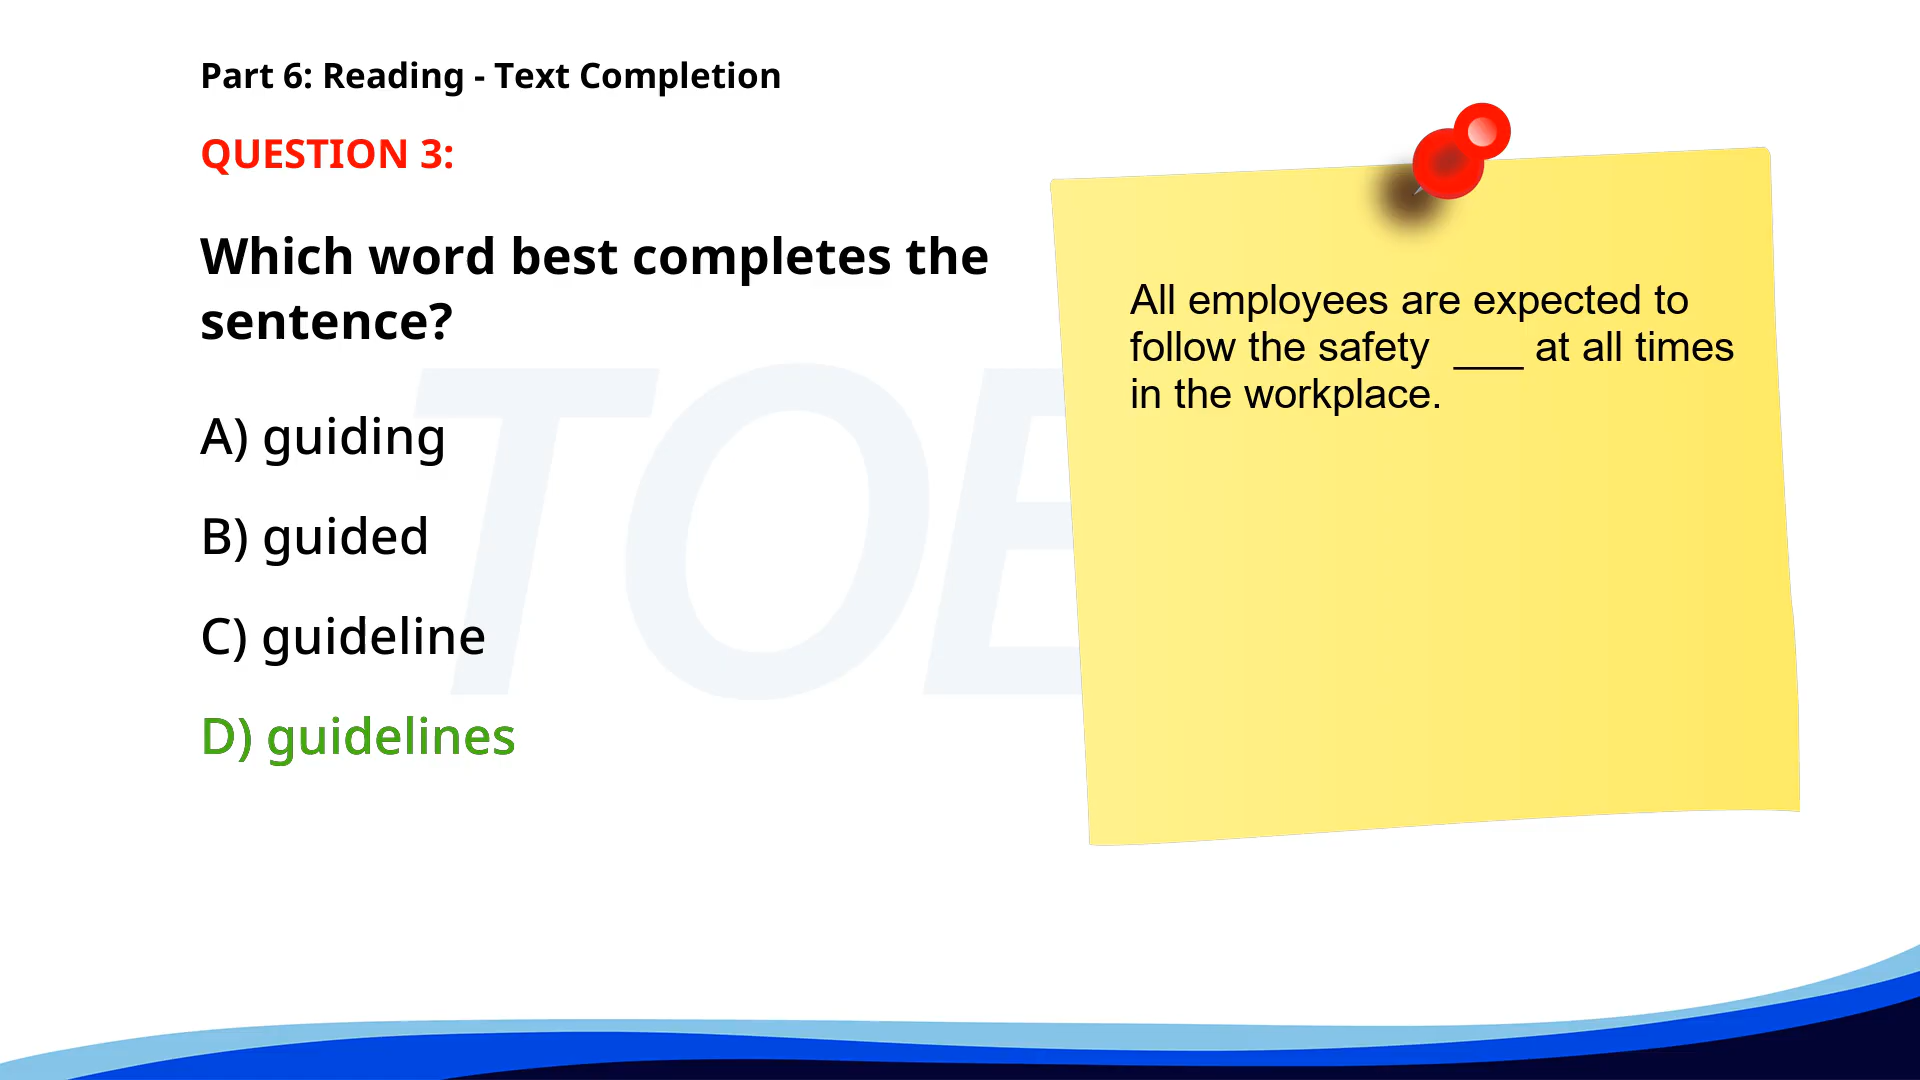 Part 6: Reading - Text Completion
QUESTION 3:
Which word best completes the
sentence?
A) guiding
B) guided
C) guideline
D) guidelines
All employees are expected to
follow the safety ___ at all times
in the workplace.
TOE